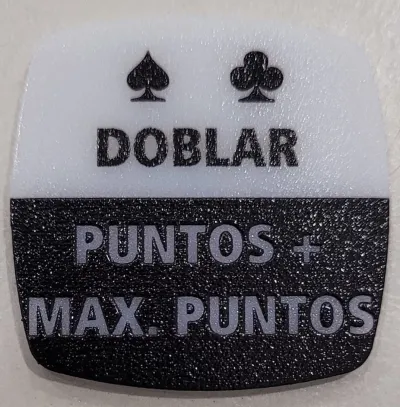 DOBLAR
PUNTOS +
MAX. PUNTOS